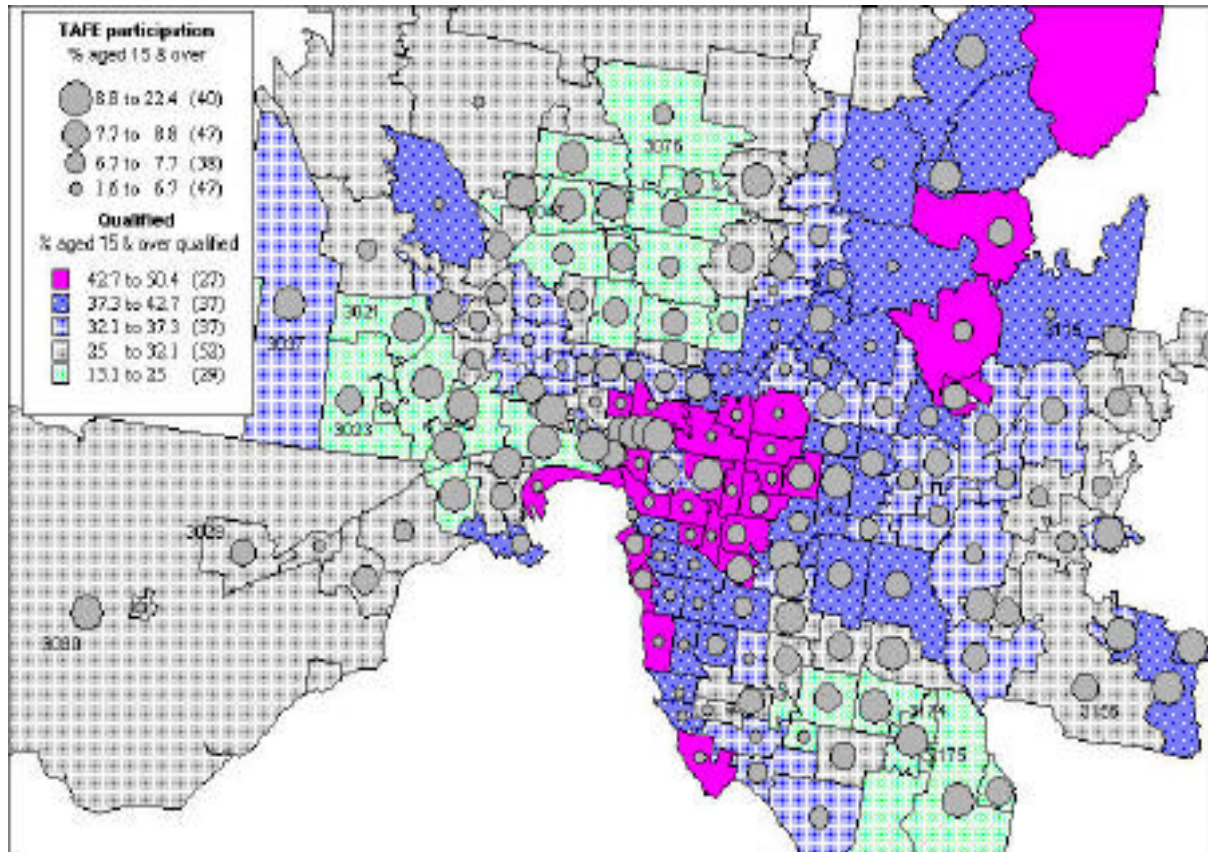 TAFE participation
% aged 15 & over
8.8 to 22.4 (40)
7.7 to 8.8 (47)
6.7 to 7.7 (39)
1.6 to 6.7 (47)
Qualified
% aged 15 & over qualified
42.7 to 50.4 (27)
37.3 to 42.7 (37)
32.1 to 37.3 (37)
25 to 32.1 (52)
15.1 to 25 (29)
3076
3021
3037
3023
3029
3030
3156
3175